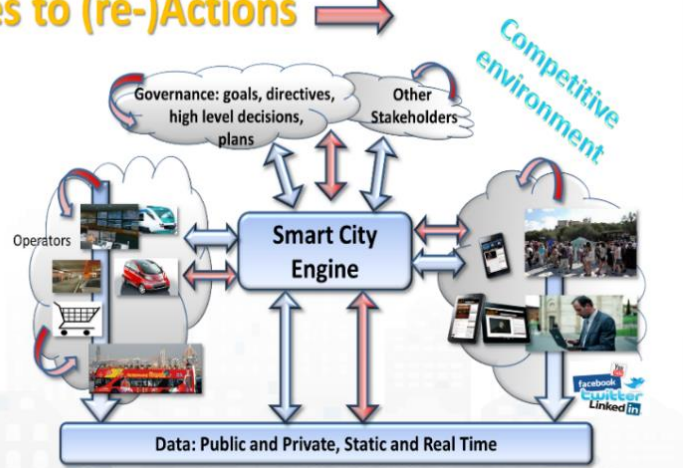 es to (re-)Actions
Competitive
environment
Governance: goals, directives,
high level decisions,
plans
Other
Stakeholders
Operators
Smart City
Engine
You
facebook
twitter
Linked in
Data: Public and Private, Static and Real Time